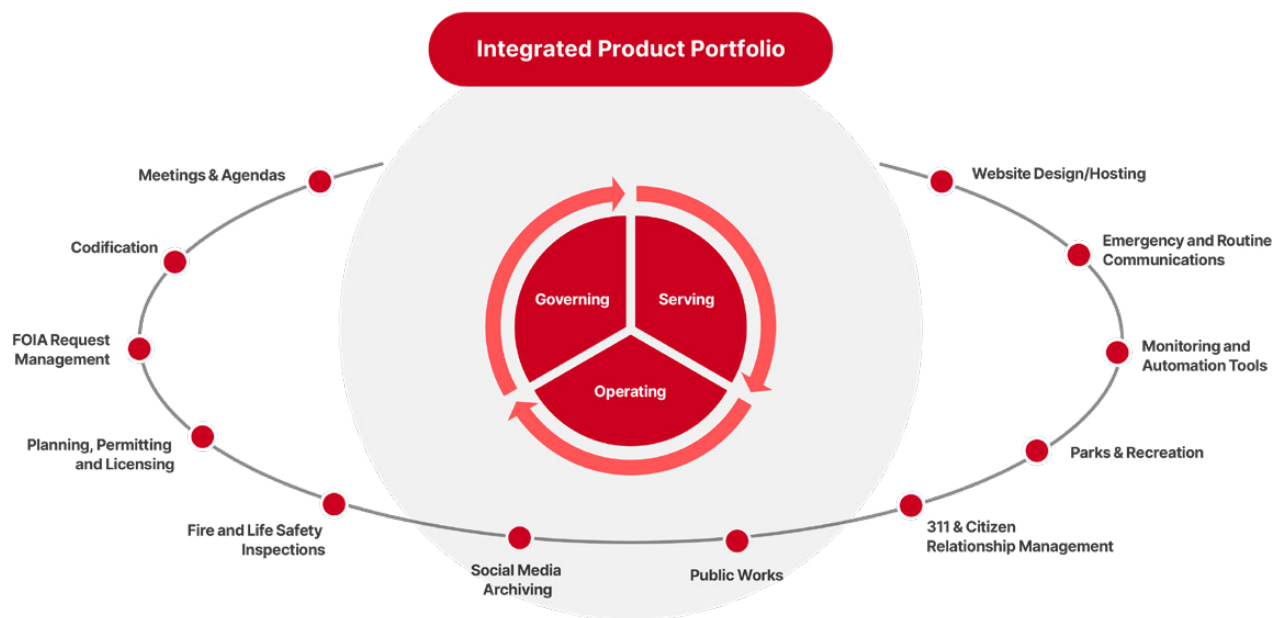 Integrated Product Portfolio
Meetings & Agendas
Codification
FOIA Request
Management
Planning, Permitting
and Licensing
Fire and Life Safety
Inspections
Social Media
Archiving
Public Works
311 & Citizen
Relationship Management
Parks & Recreation
Monitoring and
Automation Tools
Emergency and Routine
Communications
Website Design/Hosting
Governing
Serving
Operating